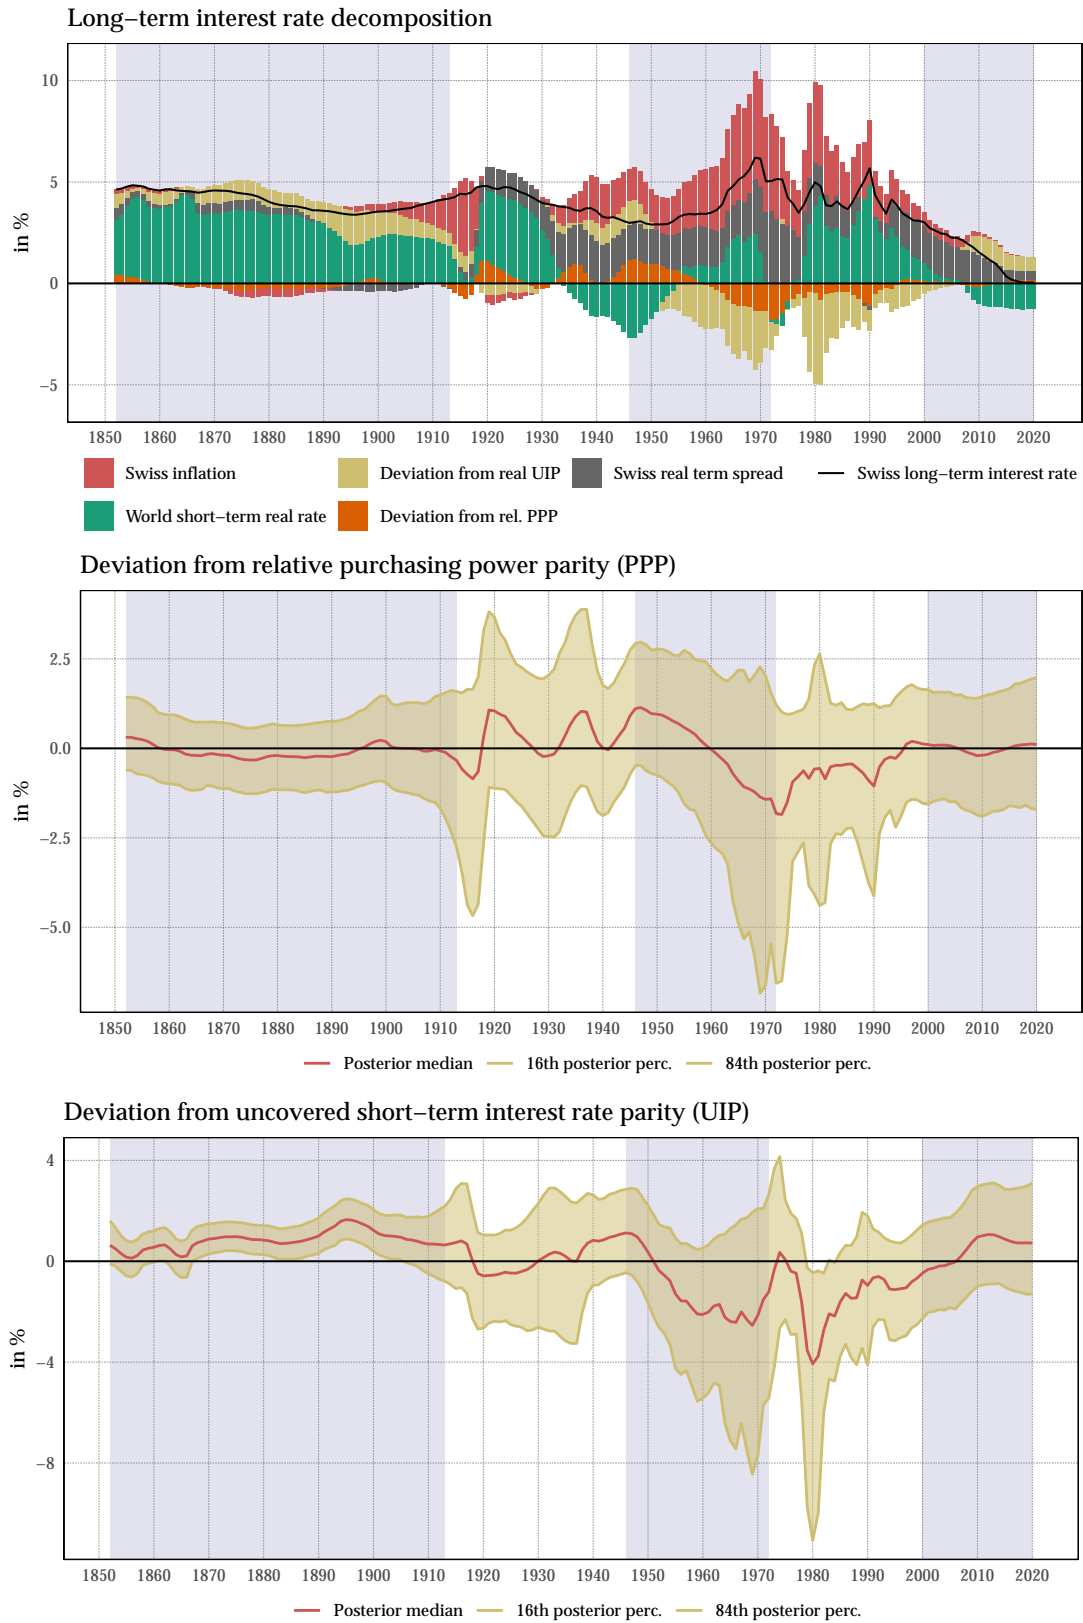 Long−term interest rate decomposition
10
5
0
−5
in %
1850 1860 1870 1880 1890 1900 1910 1920 1930 1940 1950 1960 1970 1980 1990 2000 2010 2020
Swiss inflation Deviation from real UIP Swiss real term spread Swiss long−term interest rate
World short−term real rate Deviation from rel. PPP
Deviation from relative purchasing power parity (PPP)
2.5
0.0
−2.5
−5.0
in %
1850 1860 1870 1880 1890 1900 1910 1920 1930 1940 1950 1960 1970 1980 1990 2000 2010 2020
Posterior median 16th posterior perc. 84th posterior perc.
Deviation from uncovered short−term interest rate parity (UIP)
4
0
−4
−8
in %
1850 1860 1870 1880 1890 1900 1910 1920 1930 1940 1950 1960 1970 1980 1990 2000 2010 2020
Posterior median 16th posterior perc. 84th posterior perc.